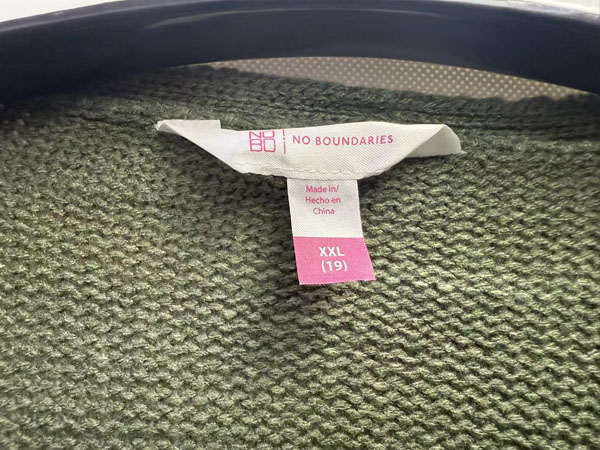 NO
BO
NO BOUNDARIES
Made in/
Hecho en
China
XXL
(19)